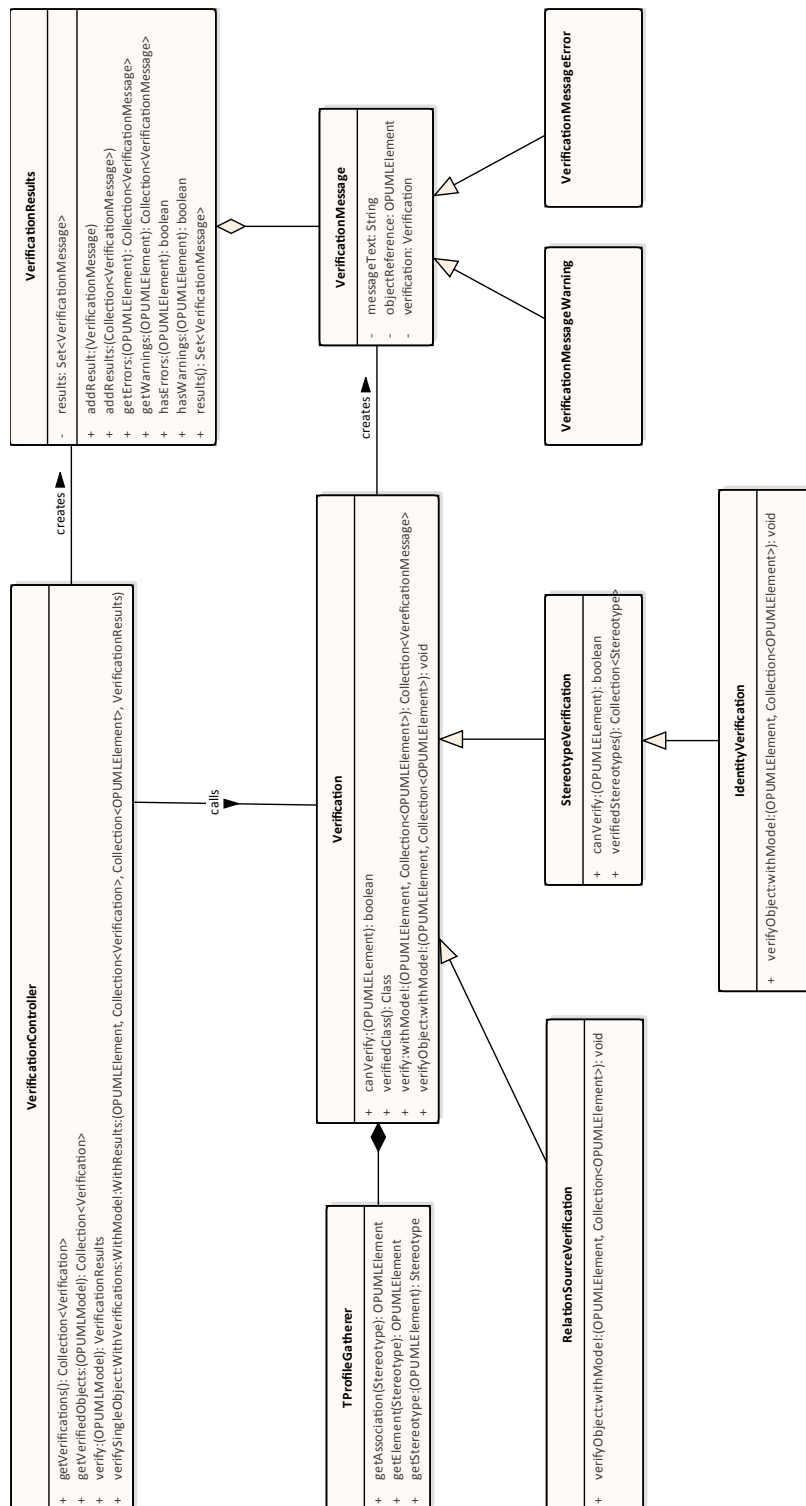 VerificationController
+ getVerifications(): Collection<Verification>
+ getVerifiedObjects:(OPUMLModel): Collection<Verification>
+ verify:(OPUMLModel): VerificationResults
+ verifySingleObject:WithVerifications:WithModel:WithResults:(OPUMLElement, Collection<Verification>, Collection<OPUMLElement>, VerificationResults)
creates
VerificationResults
- results: Set<VerificationMessage>
+ addResult:(VerificationMessage)
+ addResults:(Collection<VerificationMessage>)
+ getErrors:(OPUMLElement): Collection<VerificationMessage>
+ getWarnings:(OPUMLElement): Collection<VerificationMessage>
+ hasErrors:(OPUMLElement): boolean
+ hasWarnings:(OPUMLElement): boolean
+ results(): Set<VerificationMessage>
calls
TProfileGatherer
+ getAssociation(Stereotype): OPUMLElement
+ getElement(Stereotype): OPUMLElement
+ getStereotype:(OPUMLElement): Stereotype
Verification
+ canVerify:(OPUMLELement): boolean
+ verifiedClass(): Class
+ verify:withModel:(OPUMLElement, Collection<OPUMLElement>): Collection<VereficationMessage>
+ verifyObject:withModel:(OPUMLElement, Collection<OPUMLElement>): void
creates
VerificationMessage
- messageText: String
- objectReference: OPUMLElement
- verification: Verification
RelationSourceVerification
+ verifyObject:withModel:(OPUMLElement, Collection<OPUMLElement>): void
StereotypeVerification
+ canVerify:(OPUMLElement): boolean
+ verifiedStereotypes(): Collection<Stereotype>
VerificationMessageWarning
VerificationMessageError
IdentityVerification
+ verifyObject:withModel:(OPUMLElement, Collection<OPUMLElement>): void